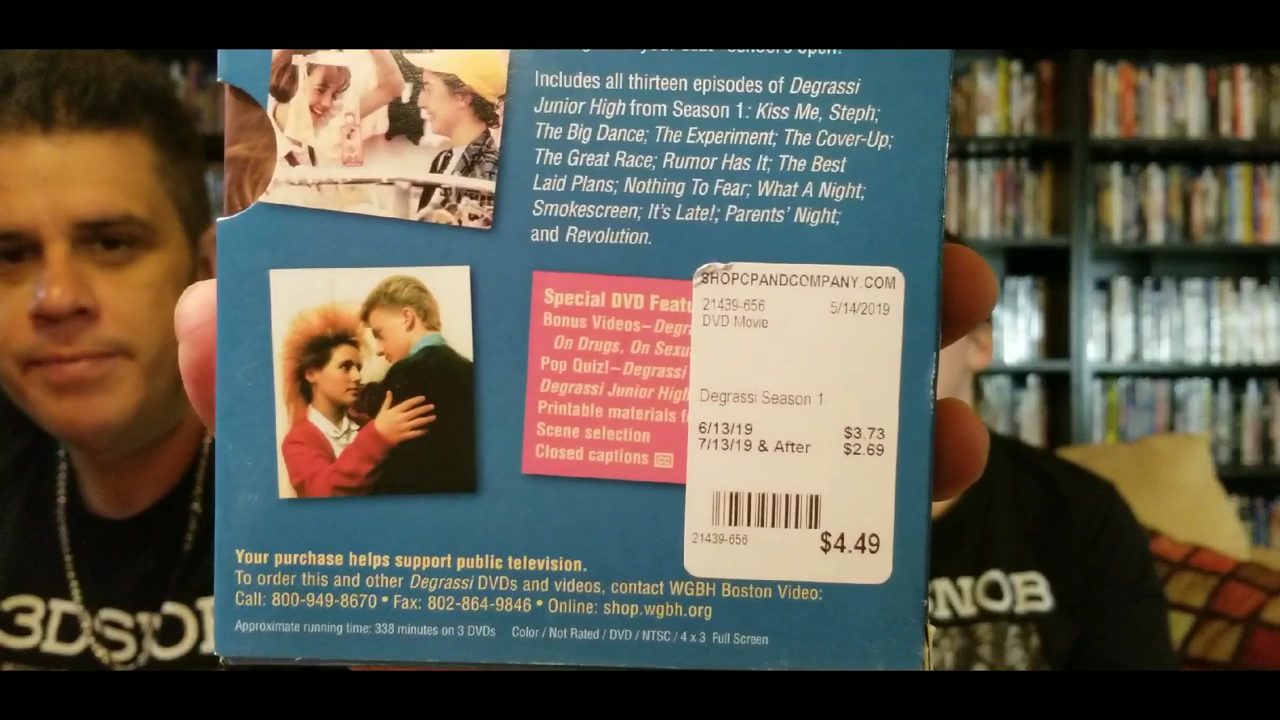 Includes all thirteen episodes of Degrassi
Junior High from Season 1: Kiss Me, Steph;
The Big Dance; The Experiment; The Cover-Up;
The Great Race; Rumor Has It; The Best
Laid Plans; Nothing To Fear; What A Night;
Smokescreen; It's Late!; Parents' Night;
and Revolution.
Special DVD
Bonus Videos–
On Drugs, On
Pop Quiz!–Degrassi
Degrassi Junior High
Printable materials
Scene selection
Closed captions CC
SHOPCPANDCOMPANY.COM
21439-656 5/14/2019
DVD Movie
Degrassi Season 1
6/13/19 $3.73
7/13/19 & After $2.69
21439-656 $4.49
Your purchase helps support public television.
To order this and other Degrassi DVDs and videos, contact WGBH Boston Video:
Call: 800-949-8670 • Fax: 802-864-9846 • Online: shop.wgbh.org
Approximate running time: 338 minutes on 3 DVDs Color / Not Rated / DVD / NTSC / 4 x 3 Full Screen